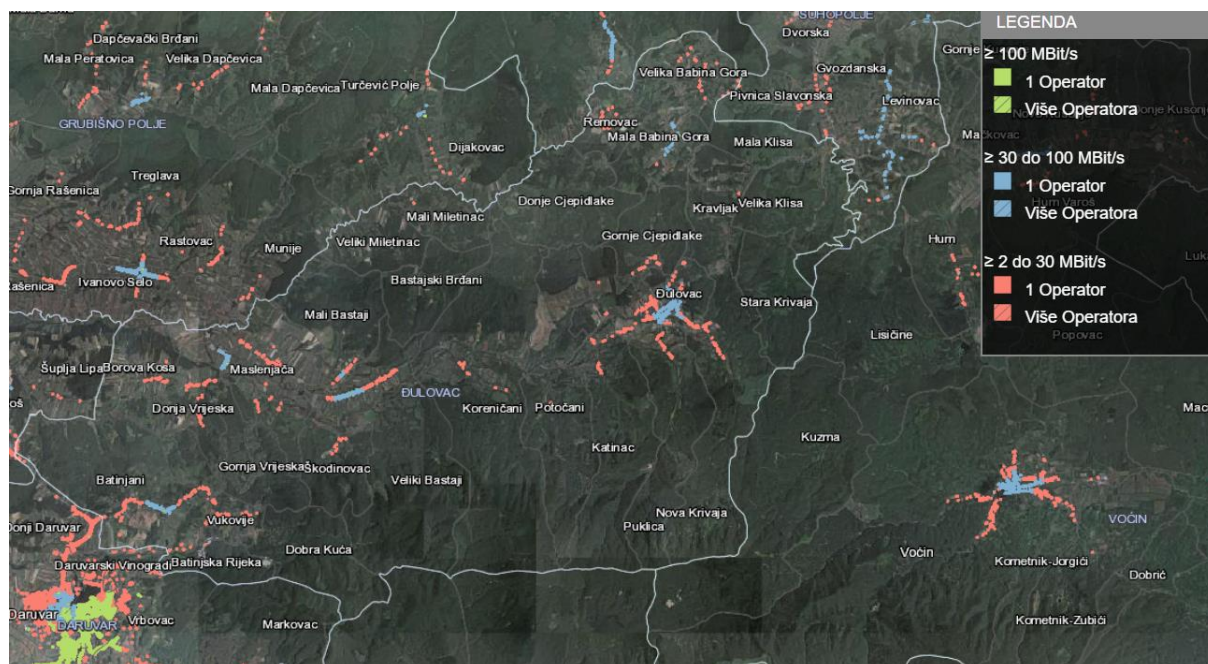 SUHOPOLJE
LEGENDA
Dapčevački Brđani
Dvorska
Mala Peratovica
Velika Dapčevica
Gvozdanska
≥ 100 MBit/s
Velika Babina Gora
1 Operator
Mala Dapčevica
Turčević Polje
Pivnica Slavonska
Levinovac
Više Operatora
GRUBIŠNO POLJE
Removac
Mala Babina Gora
Mala Klisa
Mačkovac
Dijakovac
≥ 30 do 100 MBit/s
Treglava
1 Operator
Gornja Rašenica
Donje Cjepidlake
Kravljak
Velika Klisa
Hum Varoš
Mali Miletinac
Više Operatora
Rastovac
Munije
Veliki Miletinac
Gornje Cjepidlake
Hum
≥ 2 do 30 MBit/s
Rašenica
Ivanovo Selo
Bastajski Brđani
Đulovac
1 Operator
Stara Krivaja
Mali Bastaji
Više Operatora
Lisičine
Popovac
Šuplja Lipa
Borova Kosa
Maslenjača
ĐULOVAC
Donja Vrijeska
Koreničani
Potočani
Kuzma
Katinac
Gornja Vrijeska
Škodinovac
Batinjani
Veliki Bastaji
Nova Krivaja
Donji Daruvar
Vukovije
Puklica
VOĆIN
Dobra Kuća
Voćin
Daruvarski Vinogradi
Batinjska Rijeka
Kometnik-Jorgići
Dobrić
Daruvar
DARUVAR
Vrbovac
Markovac
Kometnik-Zubići